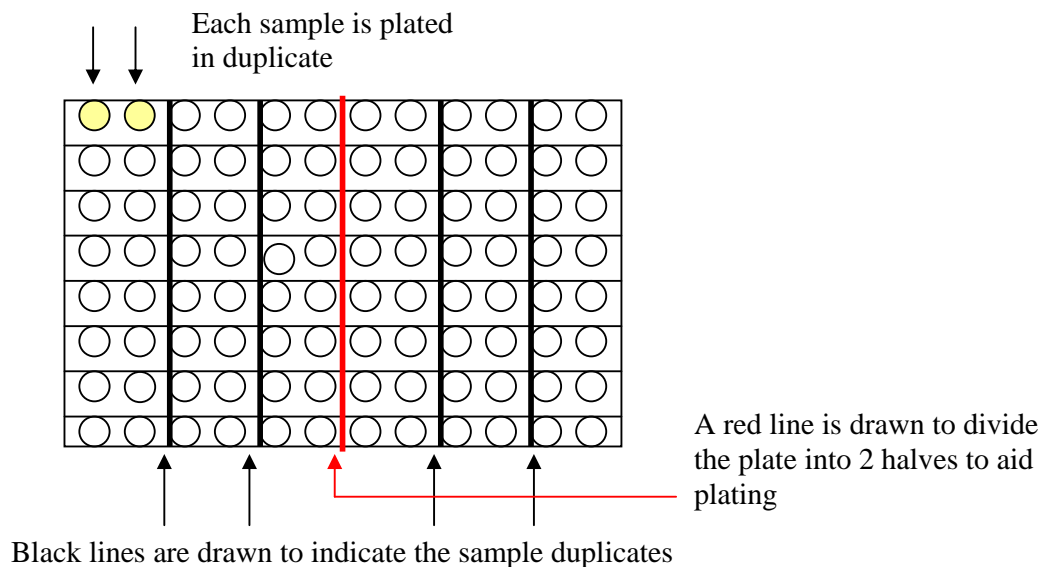 Each sample is plated
in duplicate
A red line is drawn to divide
the plate into 2 halves to aid
plating
Black lines are drawn to indicate the sample duplicates